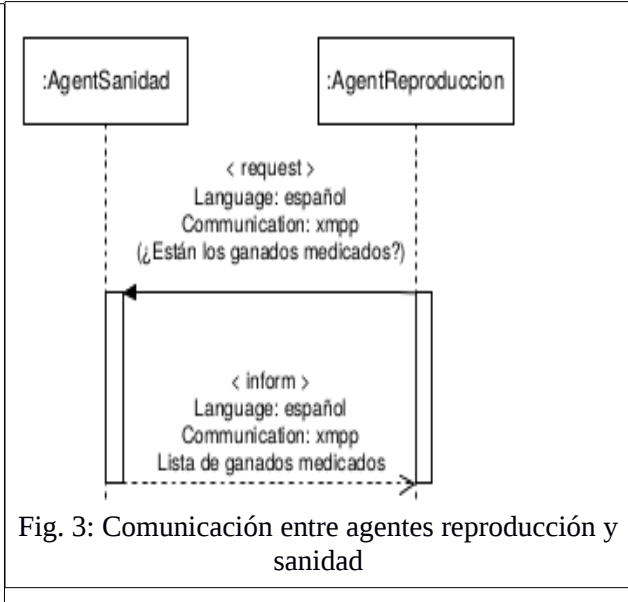 :AgentSanidad
:AgentReproduccion
< request >
Language: español
Communication: xmpp
(¿Están los ganados medicados?)
< inform >
Language: español
Communication: xmpp
Lista de ganados medicados
Fig. 3: Comunicación entre agentes reproducción y
sanidad